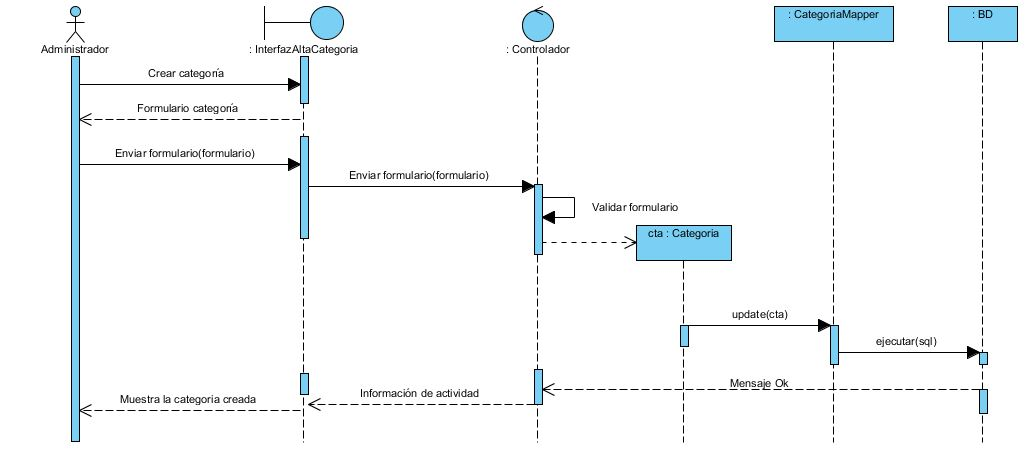 : CategoriaMapper
: BD
Administrador
: InterfazAltaCategoria
: Controlador
Crear categoría
Formulario categoría
Enviar formulario(formulario)
Enviar formulario(formulario)
Validar formulario
cta : Categoria
update(cta)
ejecutar(sql)
Mensaje Ok
Información de actividad
Muestra la categoria creada